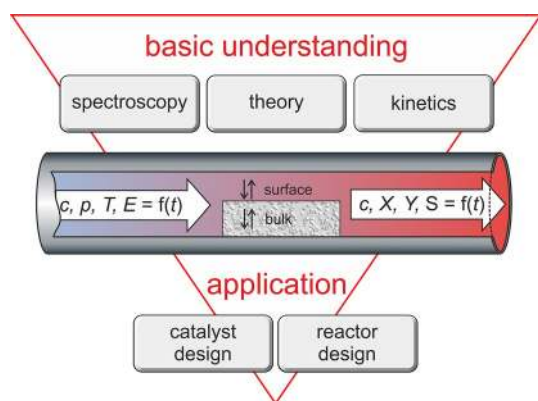 basic understanding
spectroscopy
theory
kinetics
surface
c, p, T, E = f(t)
c, X, Y, S = f(t)
bulk
application
catalyst
design
reactor
design